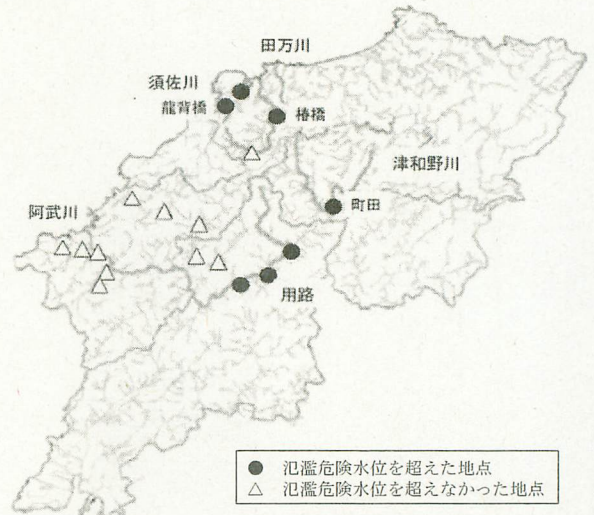 田万川
須佐川
龍背橋
椿橋
津和野川
阿武川
町田
用路
● 氾濫危険水位を超えた地点
△ 氾濫危険水位を超えなかった地点